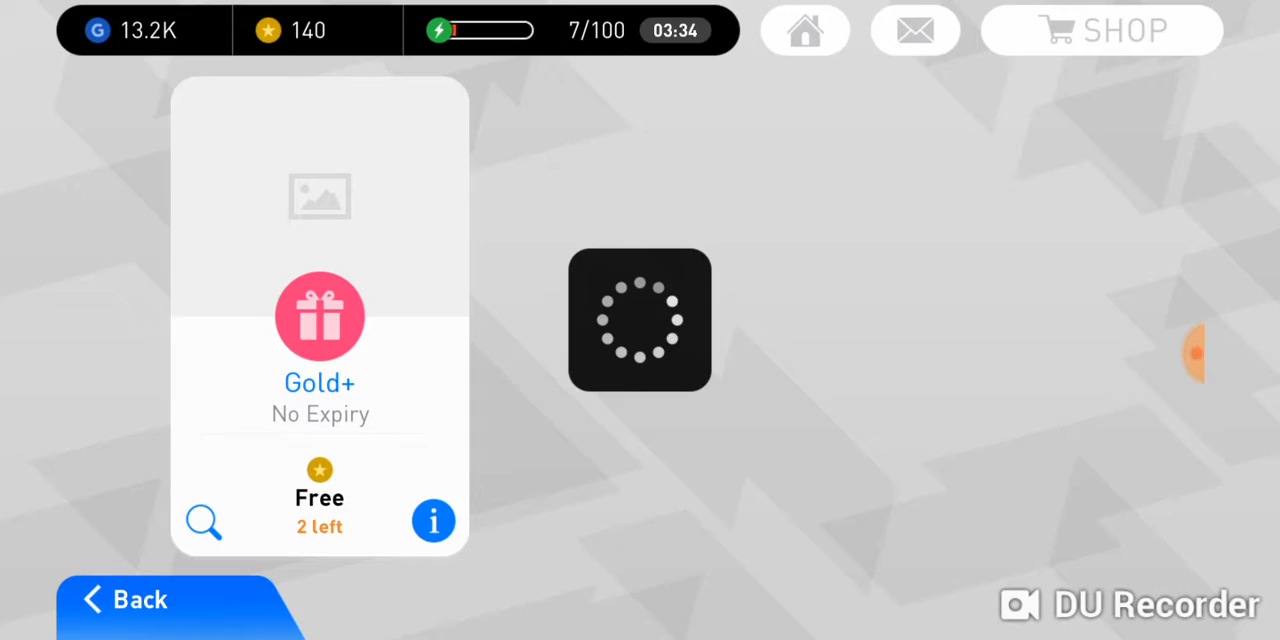 G 13.2K 140 7/100 03:34 SHOP
Gold+
No Expiry
Free
2 left
i
Back
DU Recorder